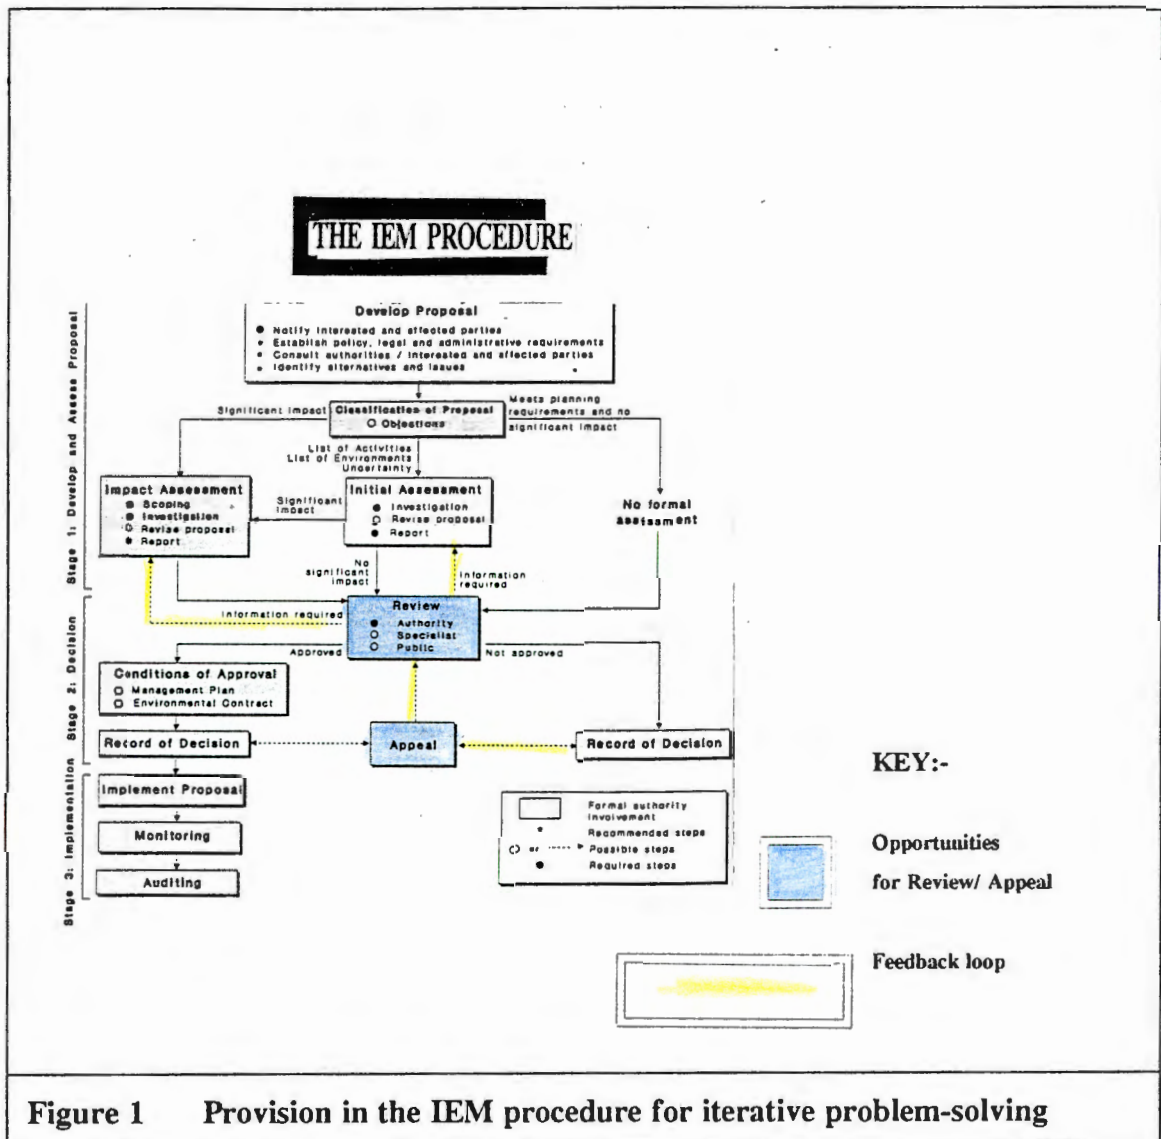 THE IEM PROCEDURE
Develop Proposal
Notify interested and affected parties
Establish policy, legal and administrative requirements
Consult authorities / interested and affected parties
Identify alternatives and issues
Stage 1: Develop and Assess Proposal
Significant impact
Classification of Proposal
Objections
Meets planning
requirements and no
significant impact
List of Activities
List of Environments
Uncertainty
Impact Assessment
Scoping
Investigation
Revise proposal
Report
Significant
impact
Initial Assessment
Investigation
Revise proposal
Report
No formal
assessment
No
significant
impact
Information
required
Stage 2: Decision
Information required
Review
Authority
Specialist
Public
Approved
Not approved
Conditions of Approval
Management Plan
Environmental Contract
Record of Decision
Appeal
Record of Decision
Stage 3: Implementation
Implement Proposal
Monitoring
Auditing
Formal authority
involvement
Recommended steps
or
Possible steps
Required steps
KEY:-
Opportunities
for Review/ Appeal
Feedback loop
Figure 1 Provision in the IEM procedure for iterative problem-solving